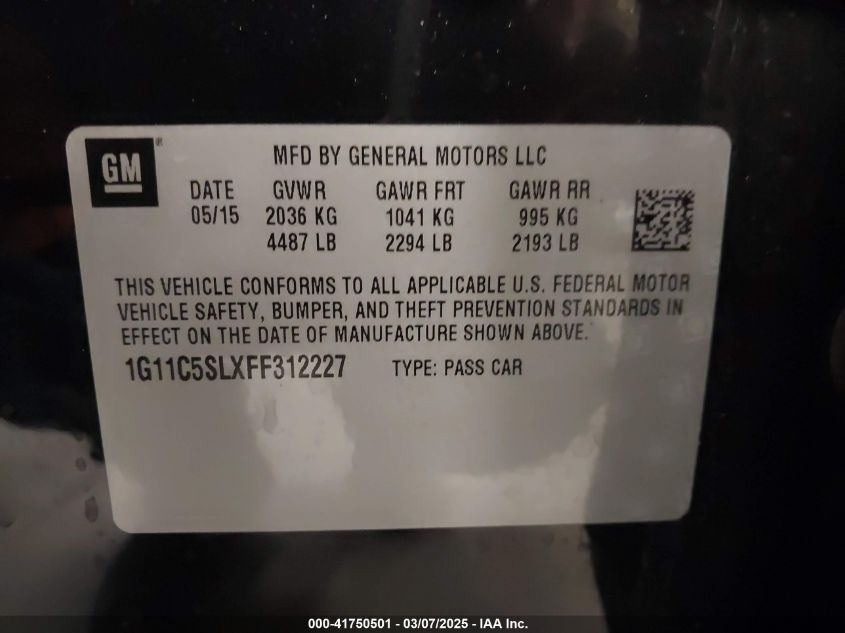 GM
MFD BY GENERAL MOTORS LLC
DATE GVWR GAWR FRT GAWR RR
05/15 2036 KG 1041 KG 995 KG
4487 LB 2294 LB 2193 LB
THIS VEHICLE CONFORMS TO ALL APPLICABLE U.S. FEDERAL MOTOR
VEHICLE SAFETY, BUMPER, AND THEFT PREVENTION STANDARDS IN
EFFECT ON THE DATE OF MANUFACTURE SHOWN ABOVE.
1G11C5SLXFF312227 TYPE: PASS CAR
000-41750501 - 03/07/2025 - IAA Inc.